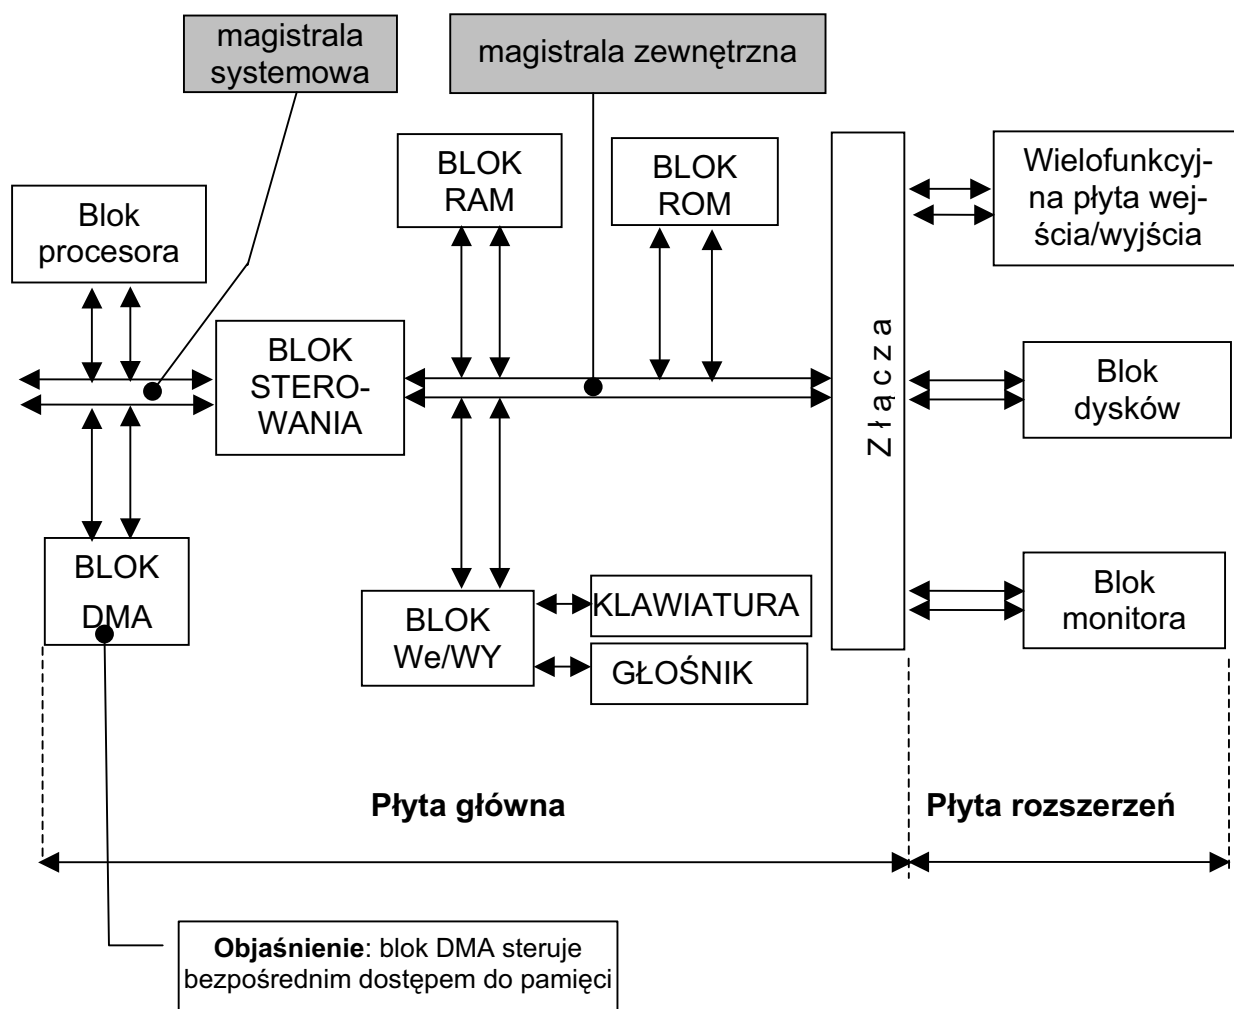 magistrala
systemowa
magistrala zewnętrzna
BLOK
RAM
BLOK
ROM
Wielofunkcyj-
na płyta wej-
ścia/wyjścia
Blok
procesora
BLOK
STERO-
WANIA
Złącza
Blok
dysków
BLOK
DMA
BLOK
We/WY
KLAWIATURA
GŁOŚNIK
Blok
monitora
Płyta główna
Płyta rozszerzeń
Objaśnienie: blok DMA steruje
bezpośrednim dostępem do pamięci